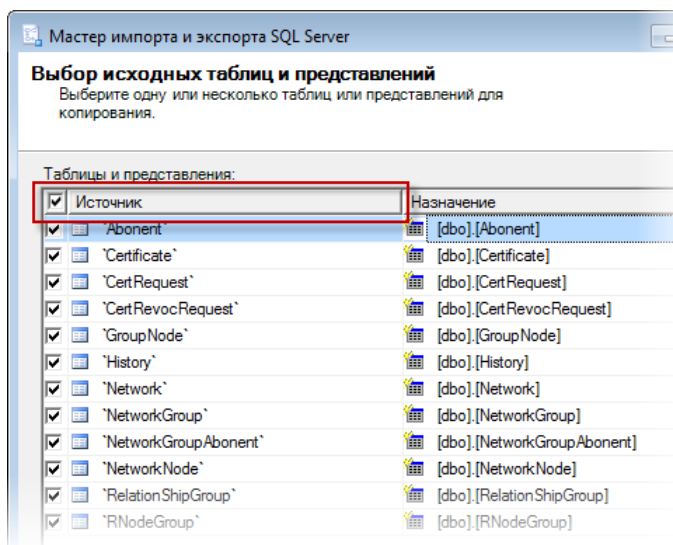 Мастер импорта и экспорта SQL Server
Выбор исходных таблиц и представлений
Выберите одну или несколько таблиц или представлений для
копирования.
Таблицы и представления:
Источник Назначение
`Abonent` [dbo].[Abonent]
`Certificate` [dbo].[Certificate]
`CertRequest` [dbo].[CertRequest]
`CertRevocRequest` [dbo].[CertRevocRequest]
`GroupNode` [dbo].[GroupNode]
`History` [dbo].[History]
`Network` [dbo].[Network]
`NetworkGroup` [dbo].[NetworkGroup]
`NetworkGroupAbonent` [dbo].[NetworkGroupAbonent]
`NetworkNode` [dbo].[NetworkNode]
`RelationShipGroup` [dbo].[RelationShipGroup]
`RNodeGroup` [dbo].[RNodeGroup]